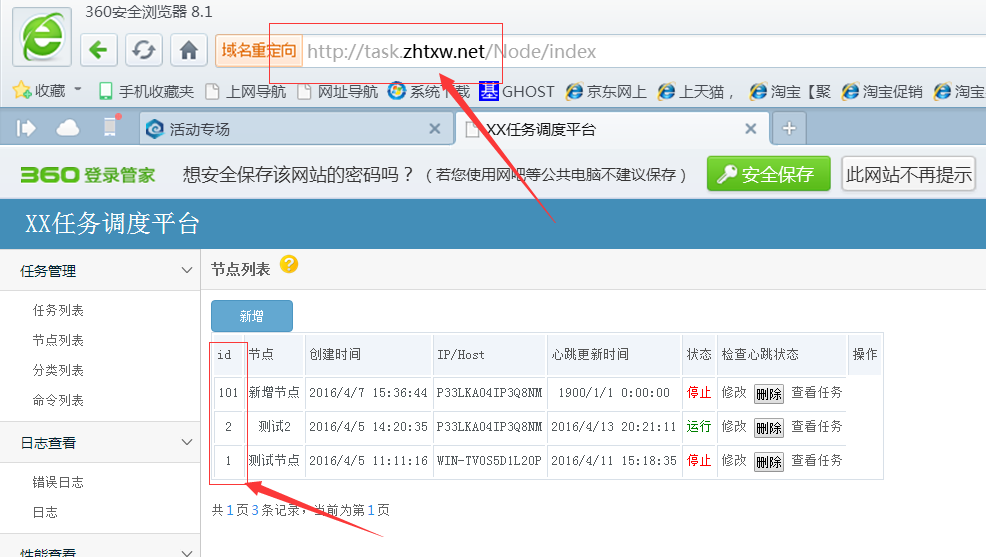 360安全浏览器 8.1
域名重定向 http://task.zhtxw.net/Node/index
收藏 手机收藏夹 上网导航 网址导航 系统下载 基 GHOST 京东网上 上天猫， 淘宝【聚 淘宝促销 淘宝
活动专场 XX任务调度平台
360 登录管家 想安全保存该网站的密码吗？（若您使用网吧等公共电脑不建议保存） 安全保存 此网站不再提示
XX任务调度平台
任务管理
任务列表
节点列表
分类列表
命令列表
日志查看
错误日志
日志
性能查看
节点列表 ?
新增
id 节点 创建时间 IP/Host 心跳更新时间 状态 检查心跳状态 操作
101 新增节点 2016/4/7 15:36:44 P33LKA04IP3Q8NM 1900/1/1 0:00:00 停止 修改 删除 查看任务
2 测试2 2016/4/5 14:20:35 P33LKA04IP3Q8NM 2016/4/13 20:21:11 运行 修改 删除 查看任务
1 测试节点 2016/4/5 11:11:16 WIN-TVOS5D1L20P 2016/4/11 15:18:35 停止 修改 删除 查看任务
共1页3条记录，当前为第1页